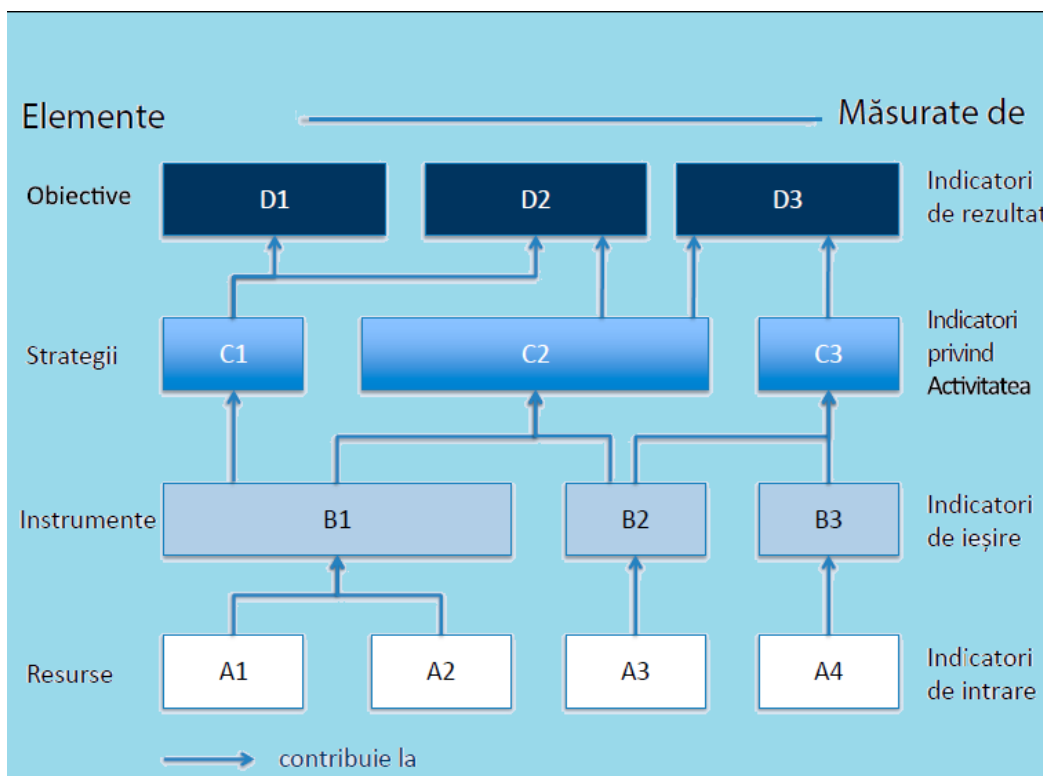 Elemente
Măsurate de
Obiective
D1
D2
D3
Indicatori
de rezultat
Strategii
C1
C2
C3
Indicatori
privind
Activitatea
Instrumente
B1
B2
B3
Indicatori
de ieșire
Resurse
A1
A2
A3
A4
Indicatori
de intrare
contribuie la